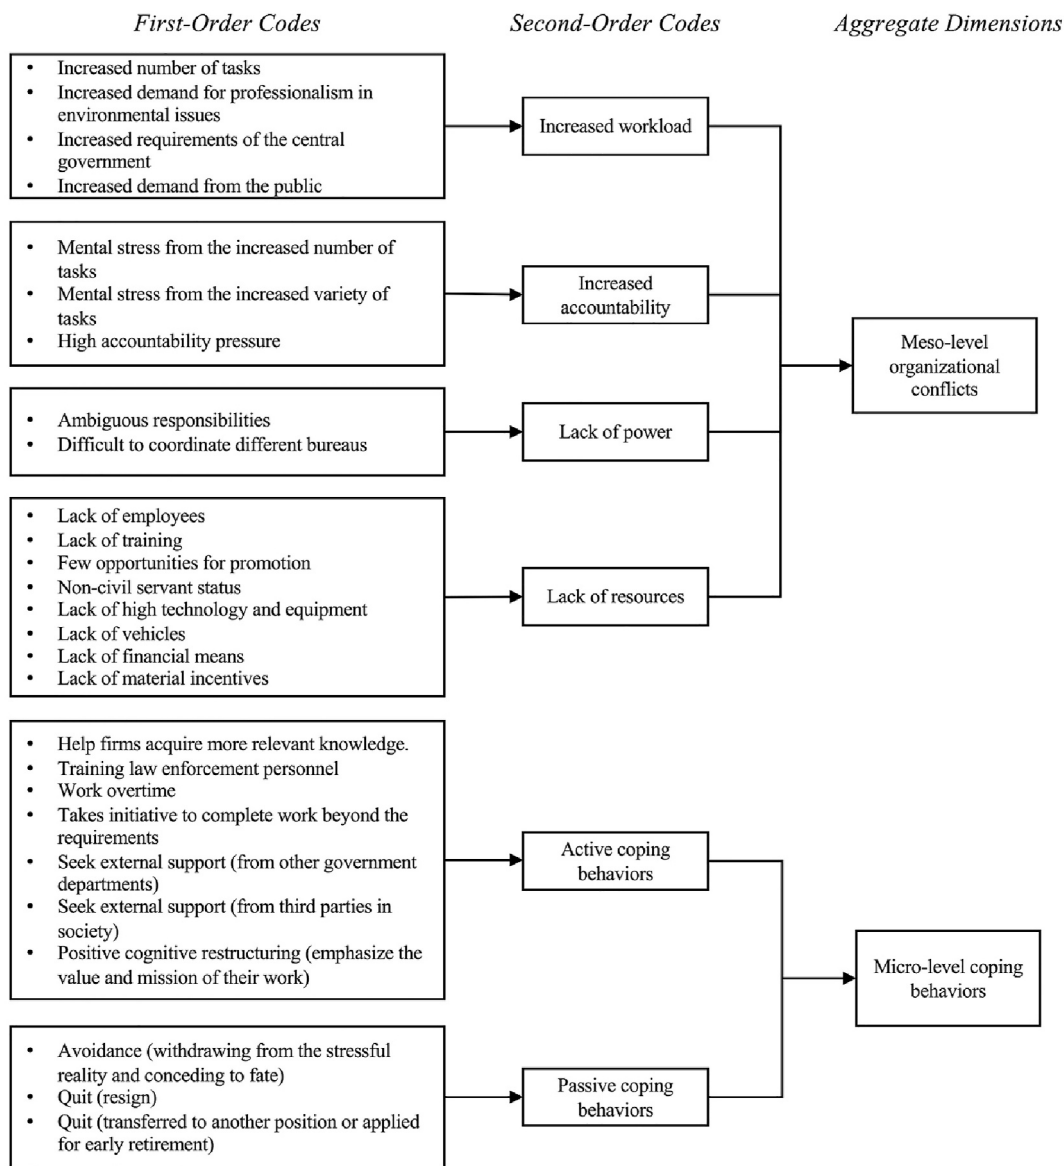 First-Order Codes
Second-Order Codes
Aggregate Dimensions
• Increased number of tasks
• Increased demand for professionalism in
environmental issues
• Increased requirements of the central
government
• Increased demand from the public
Increased workload
• Mental stress from the increased number of
tasks
• Mental stress from the increased variety of
tasks
• High accountability pressure
Increased
accountability
• Ambiguous responsibilities
• Difficult to coordinate different bureaus
Lack of power
• Lack of employees
• Lack of training
• Few opportunities for promotion
• Non-civil servant status
• Lack of high technology and equipment
• Lack of vehicles
• Lack of financial means
• Lack of material incentives
Lack of resources
Meso-level
organizational
conflicts
• Help firms acquire more relevant knowledge.
• Training law enforcement personnel
• Work overtime
• Takes initiative to complete work beyond the
requirements
• Seek external support (from other government
departments)
• Seek external support (from third parties in
society)
• Positive cognitive restructuring (emphasize the
value and mission of their work)
Active coping
behaviors
• Avoidance (withdrawing from the stressful
reality and conceding to fate)
• Quit (resign)
• Quit (transferred to another position or applied
for early retirement)
Passive coping
behaviors
Micro-level coping
behaviors